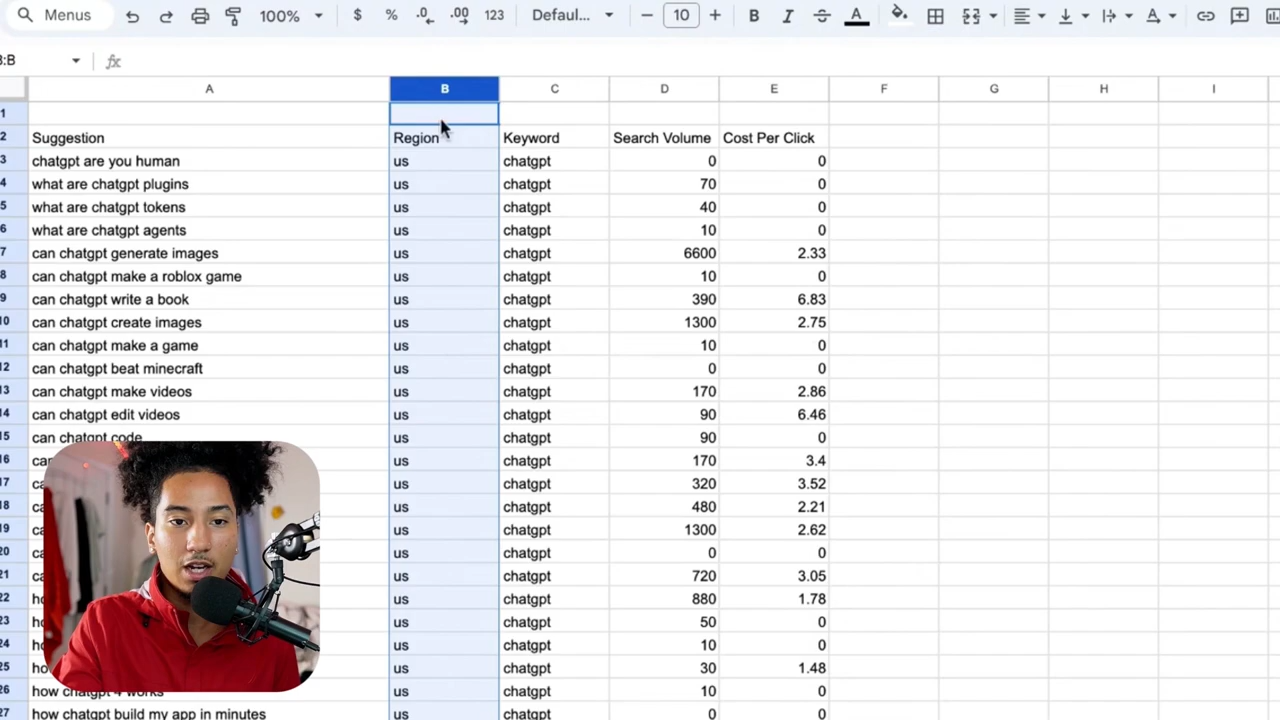 Menus 100% $ % .0 .00 123 Defaul... 10 B I S A A
:B fx
A B C D E F G H I
1
2 Suggestion Region Keyword Search Volume Cost Per Click
3 chatgpt are you human us chatgpt 0 0
4 what are chatgpt plugins us chatgpt 70 0
5 what are chatgpt tokens us chatgpt 40 0
6 what are chatgpt agents us chatgpt 10 0
7 can chatgpt generate images us chatgpt 6600 2.33
8 can chatgpt make a roblox game us chatgpt 10 0
9 can chatgpt write a book us chatgpt 390 6.83
10 can chatgpt create images us chatgpt 1300 2.75
11 can chatgpt make a game us chatgpt 10 0
12 can chatgpt beat minecraft us chatgpt 0 0
13 can chatgpt make videos us chatgpt 170 2.86
14 can chatgpt edit videos us chatgpt 90 6.46
15 can chatgpt code us chatgpt 90 0
16 us chatgpt 170 3.4
17 us chatgpt 320 3.52
18 us chatgpt 480 2.21
19 us chatgpt 1300 2.62
20 us chatgpt 0 0
21 us chatgpt 720 3.05
22 us chatgpt 880 1.78
23 us chatgpt 50 0
24 us chatgpt 10 0
25 us chatgpt 30 1.48
26 how chatgpt 4 works us chatgpt 10 0
27 how chatgpt build my app in minutes us chatgpt 0 0